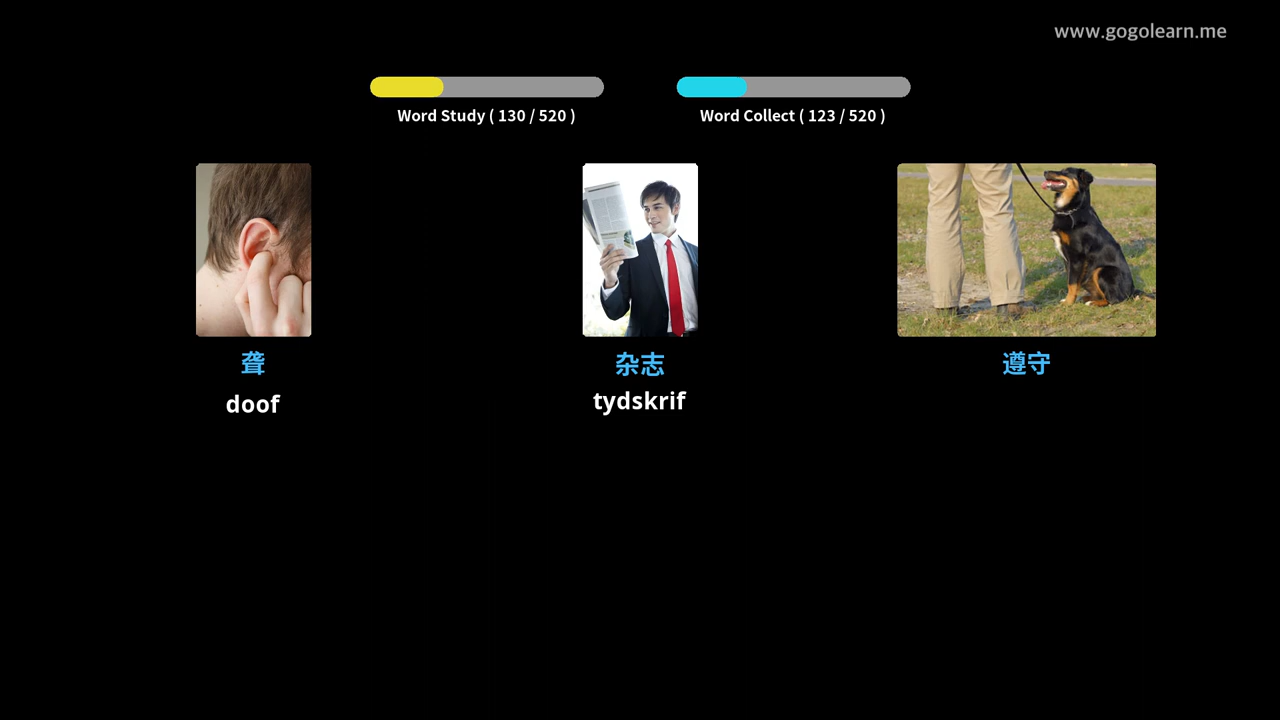 www.gogolearn.me
Word Study ( 130 / 520 )
Word Collect ( 123 / 520 )
聋
杂志
遵守
doof
tydskrif